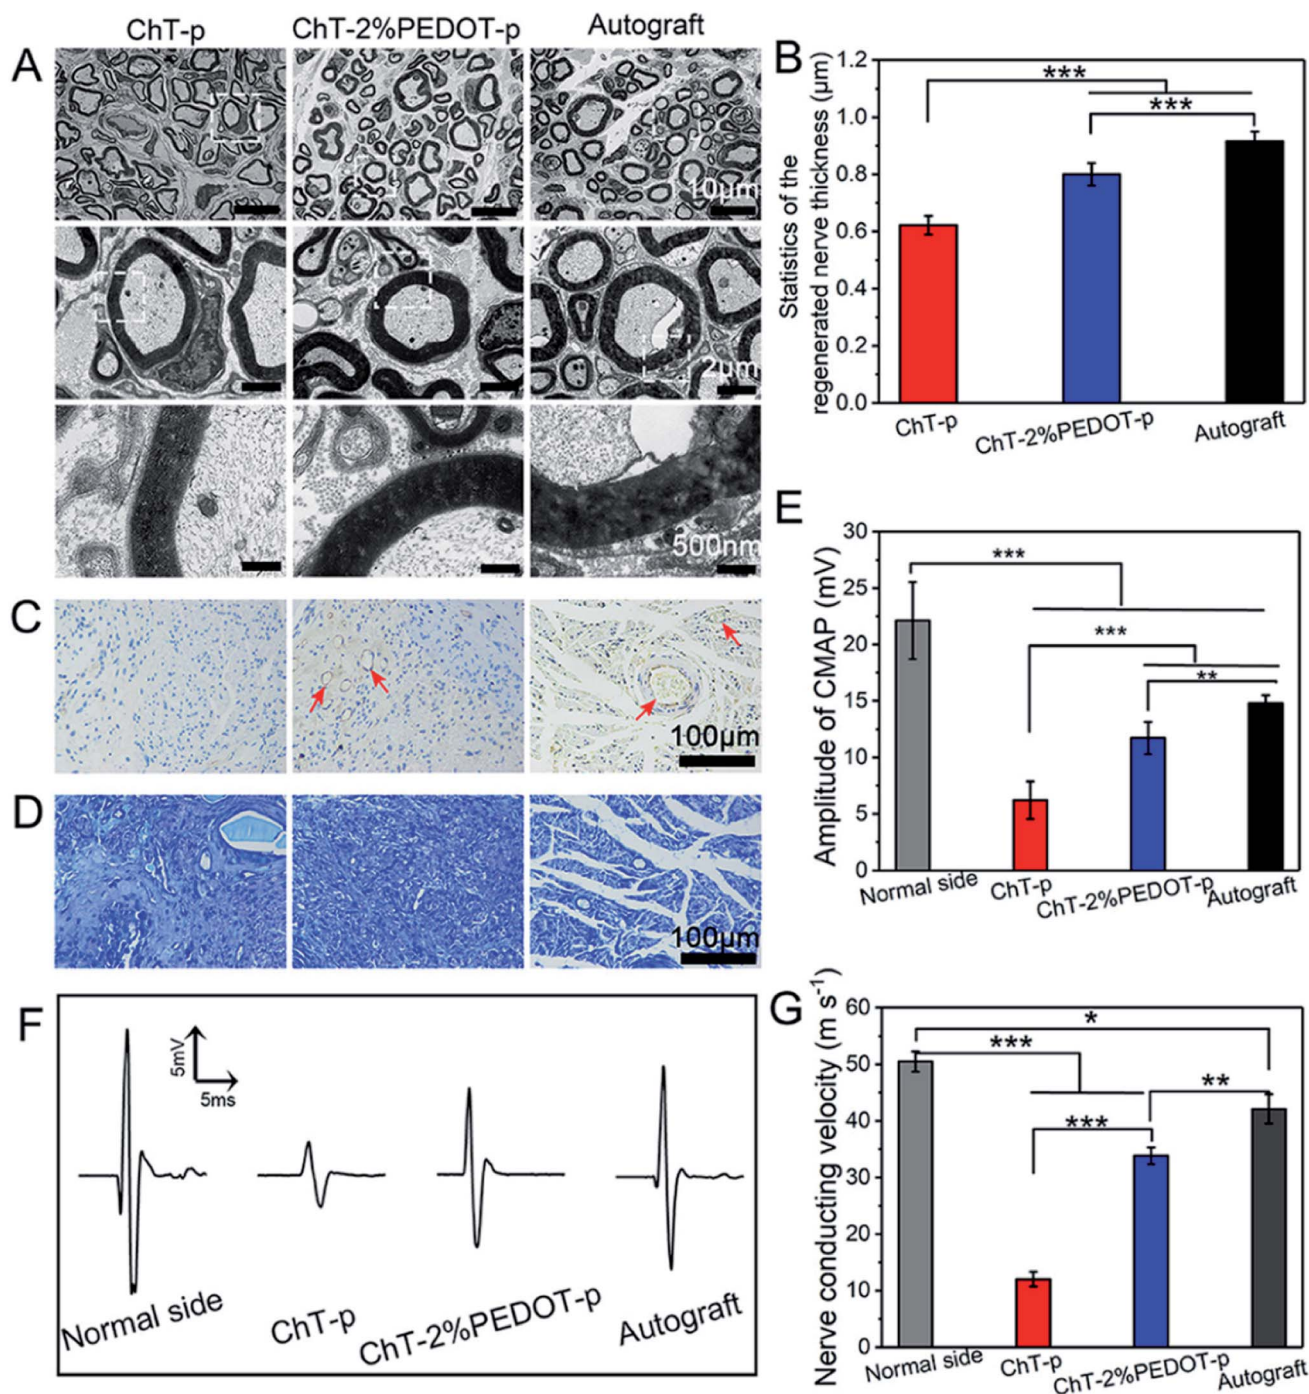 ChT-p
ChT-2%PEDOT-p
Autograft
A
10μm
2μm
500nm
B
Statistics of the
regenerated nerve thickness (μm)
1.2
1.0
0.8
0.6
0.4
0.2
0.0
***
***
ChT-p
ChT-2%PEDOT-p
Autograft
C
100μm
D
100μm
E
Amplitude of CMAP (mV)
30
25
20
15
10
5
0
***
***
**
Normal side
ChT-p
ChT-2%PEDOT-p
Autograft
F
5mV
5ms
Normal side
ChT-p
ChT-2%PEDOT-p
Autograft
G
Nerve conducting velocity (m s⁻¹)
60
50
40
30
20
10
0
*
***
**
***
Normal side
ChT-p
ChT-2%PEDOT-p
Autograft